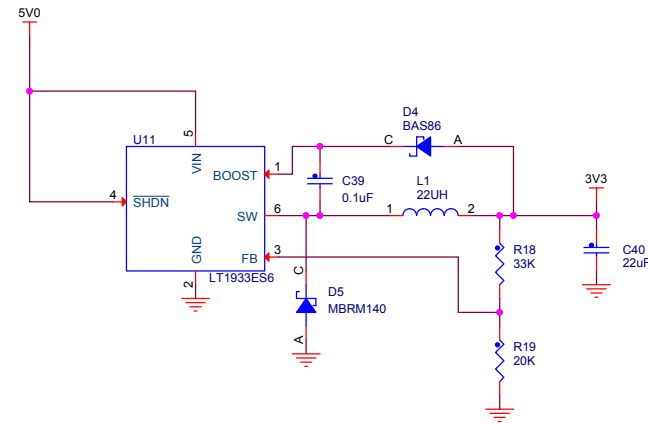 5V0
D4
BAS86
C
A
U11
5
VIN
BOOST
1
C39
0.1uF
L1
22UH
3V3
4
SHDN
SW
6
1
2
GND
FB
3
R18
33K
C40
22uF
2
LT1933ES6
C
D5
MBRM140
A
R19
20K